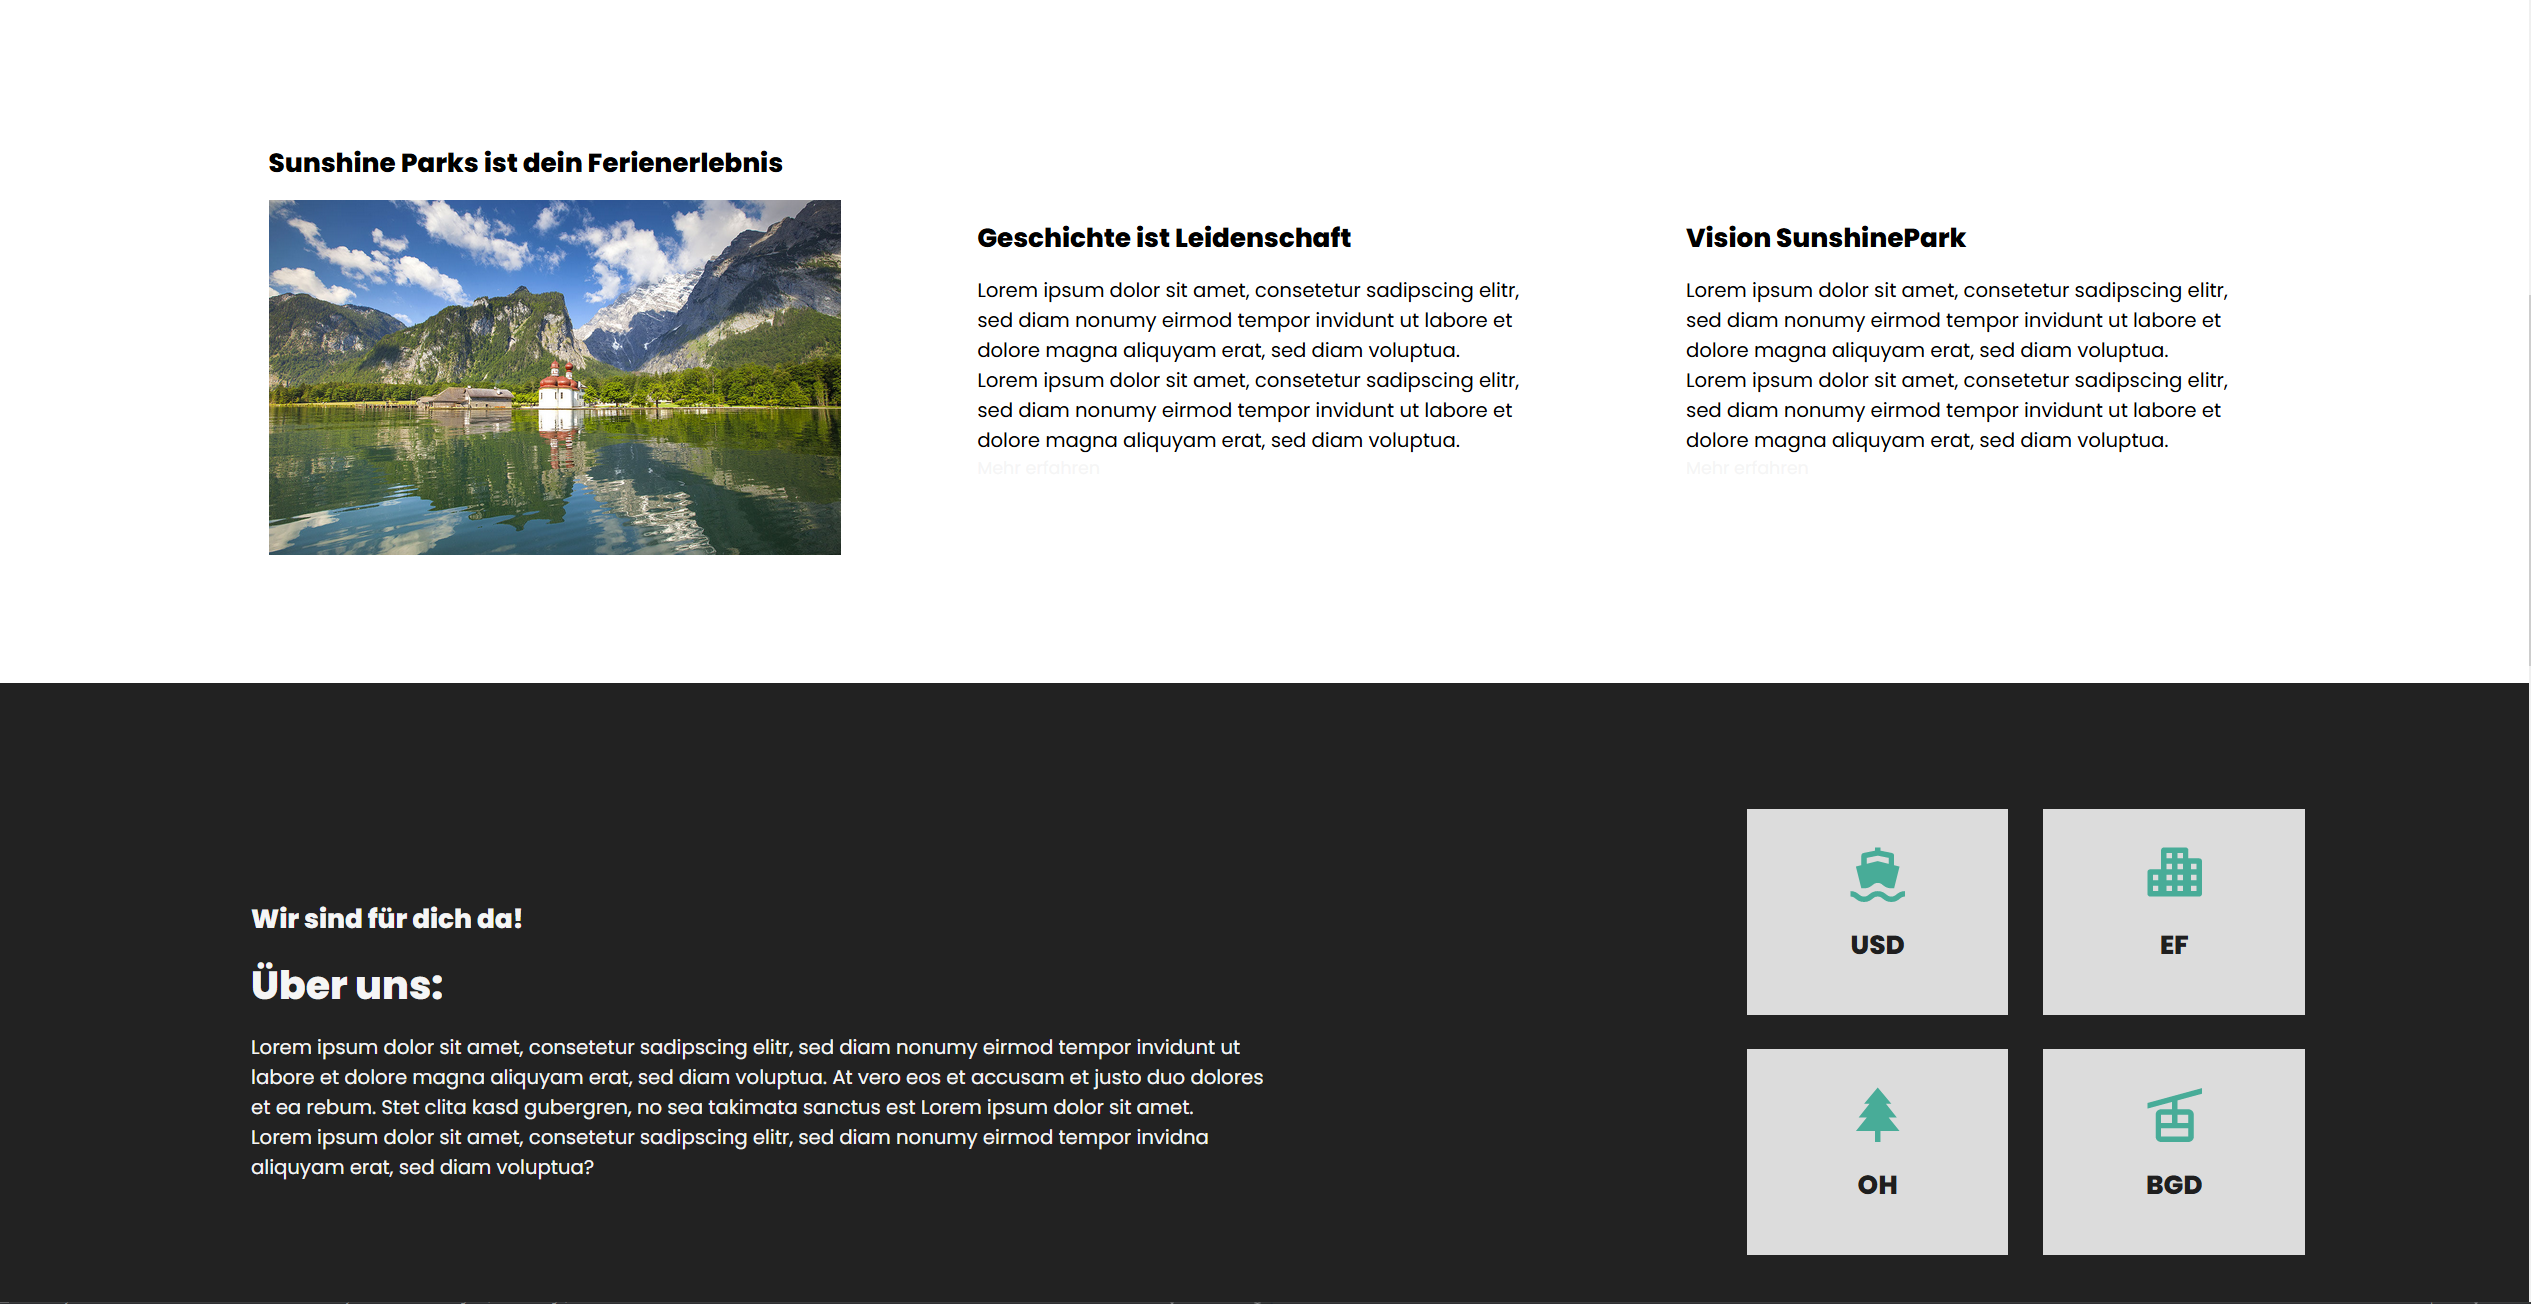 Sunshine Parks ist dein Ferienerlebnis
Geschichte ist Leidenschaft
Lorem ipsum dolor sit amet, consetetur sadipscing elitr,
sed diam nonumy eirmod tempor invidunt ut labore et
dolore magna aliquyam erat, sed diam voluptua.
Lorem ipsum dolor sit amet, consetetur sadipscing elitr,
sed diam nonumy eirmod tempor invidunt ut labore et
dolore magna aliquyam erat, sed diam voluptua.
Mehr erfahren
Vision SunshinePark
Lorem ipsum dolor sit amet, consetetur sadipscing elitr,
sed diam nonumy eirmod tempor invidunt ut labore et
dolore magna aliquyam erat, sed diam voluptua.
Lorem ipsum dolor sit amet, consetetur sadipscing elitr,
sed diam nonumy eirmod tempor invidunt ut labore et
dolore magna aliquyam erat, sed diam voluptua.
Mehr erfahren
Wir sind für dich da!
Über uns:
Lorem ipsum dolor sit amet, consetetur sadipscing elitr, sed diam nonumy eirmod tempor invidunt ut
labore et dolore magna aliquyam erat, sed diam voluptua. At vero eos et accusam et justo duo dolores
et ea rebum. Stet clita kasd gubergren, no sea takimata sanctus est Lorem ipsum dolor sit amet.
Lorem ipsum dolor sit amet, consetetur sadipscing elitr, sed diam nonumy eirmod tempor invidna
aliquyam erat, sed diam voluptua?
USD
EF
OH
BGD